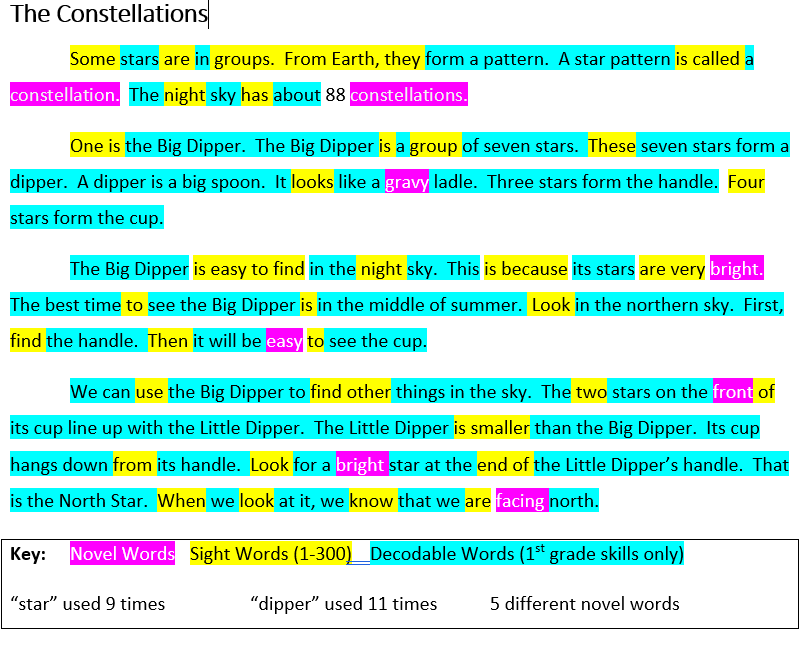 The Constellations
Some stars are in groups.  From Earth, they form a pattern.  A star pattern is called a
constellation.  The night sky has about 88 constellations.
One is the Big Dipper.  The Big Dipper is a group of seven stars.  These seven stars form a
dipper.  A dipper is a big spoon.  It looks like a gravy ladle.  Three stars form the handle.  Four
stars form the cup.
The Big Dipper is easy to find in the night sky.  This is because its stars are very bright.
The best time to see the Big Dipper is in the middle of summer.  Look in the northern sky.  First,
find the handle.  Then it will be easy to see the cup.
We can use the Big Dipper to find other things in the sky.  The two stars on the front of
its cup line up with the Little Dipper.  The Little Dipper is smaller than the Big Dipper.  Its cup
hangs down from its handle.  Look for a bright star at the end of the Little Dipper’s handle.  That
is the North Star.  When we look at it, we know that we are facing north.
Key: Novel Words Sight Words (1-300) Decodable Words (1st grade skills only)
“star” used 9 times “dipper” used 11 times 5 different novel words